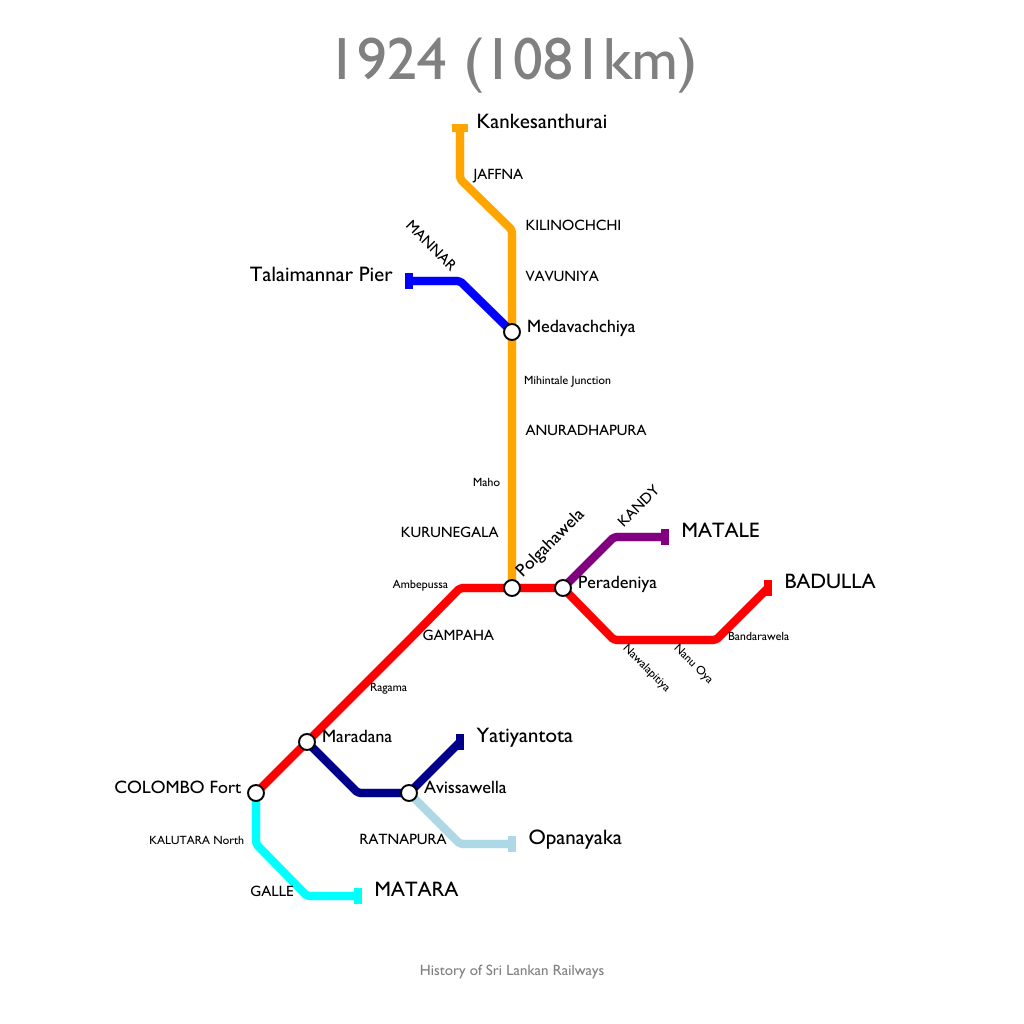 1924 (1081km)
Kankesanthurai
JAFFNA
KILINOCHCHI
MANNAR
Talaimannar Pier
VAVUNIYA
Medavachchiya
Mihintale Junction
ANURADHAPURA
Maho
KURUNEGALA
Polgahawela
KANDY
MATALE
Ambepussa
Peradeniya
BADULLA
GAMPAHA
Nawalapitiya
Nanu Oya
Bandarawela
Ragama
Maradana
Yatiyantota
COLOMBO Fort
Avissawella
KALUTARA North
RATNAPURA
Opanayaka
GALLE
MATARA
History of Sri Lankan Railways